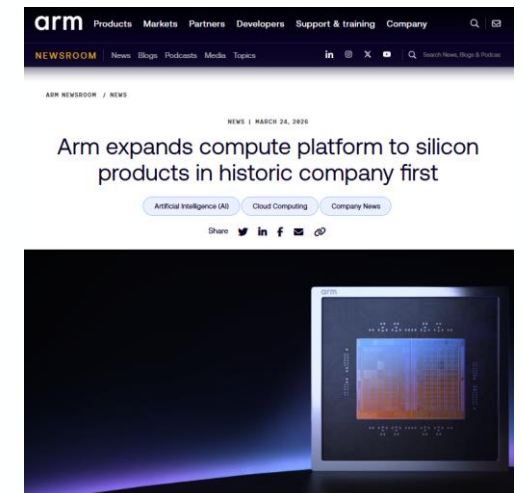 arm Products Markets Partners Developers Support & training Company
NEWSROOM News Blogs Podcasts Media Topics in X Search News, Blogs & Podcas
ARM NEWSROOM / NEWS
NEWS | MARCH 24, 2026
Arm expands compute platform to silicon
products in historic company first
Artificial Intelligence (AI) Cloud Computing Company News
Share
arm